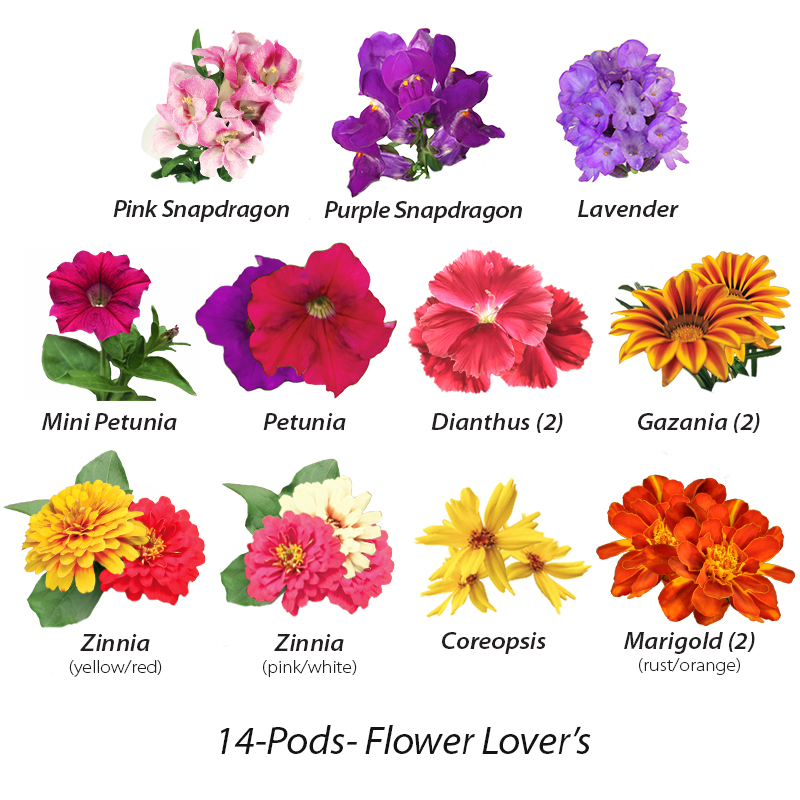 Pink Snapdragon
Purple Snapdragon
Lavender
Mini Petunia
Petunia
Dianthus (2)
Gazania (2)
Zinnia
(yellow/red)
Zinnia
(pink/white)
Coreopsis
Marigold (2)
(rust/orange)
14-Pods- Flower Lover’s